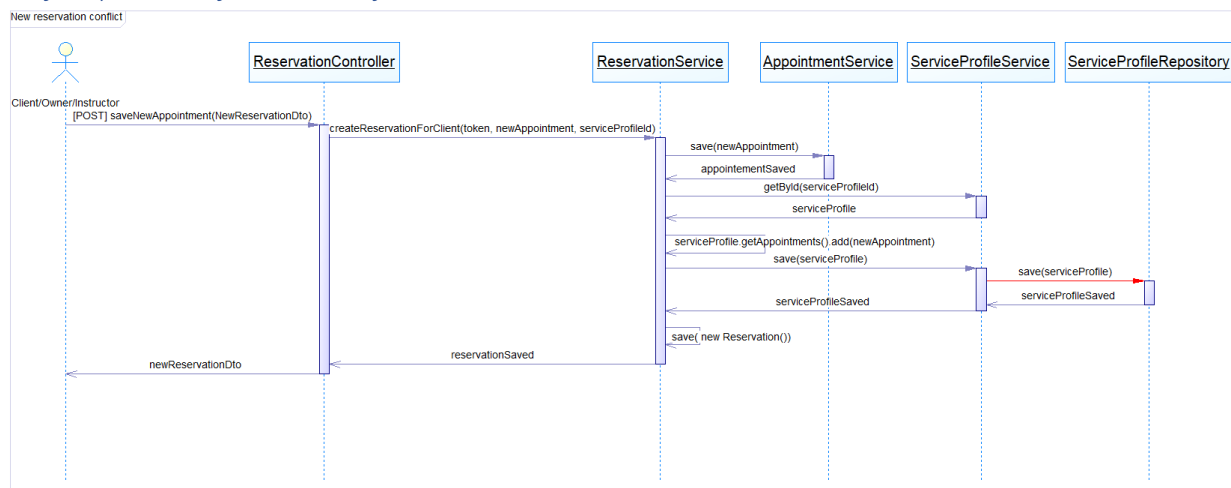 New reservation conflict
ReservationController
ReservationService
AppointmentService
ServiceProfileService
ServiceProfileRepository
Client/Owner/Instructor
[POST] saveNewAppointment(NewReservationDto)
createReservationForClient(token, newAppointment, serviceProfileId)
save(newAppointment)
appointementSaved
getById(serviceProfileId)
serviceProfile
serviceProfile.getAppointments().add(newAppointment)
save(serviceProfile)
save(serviceProfile)
serviceProfileSaved
serviceProfileSaved
save( new Reservation())
reservationSaved
newReservationDto